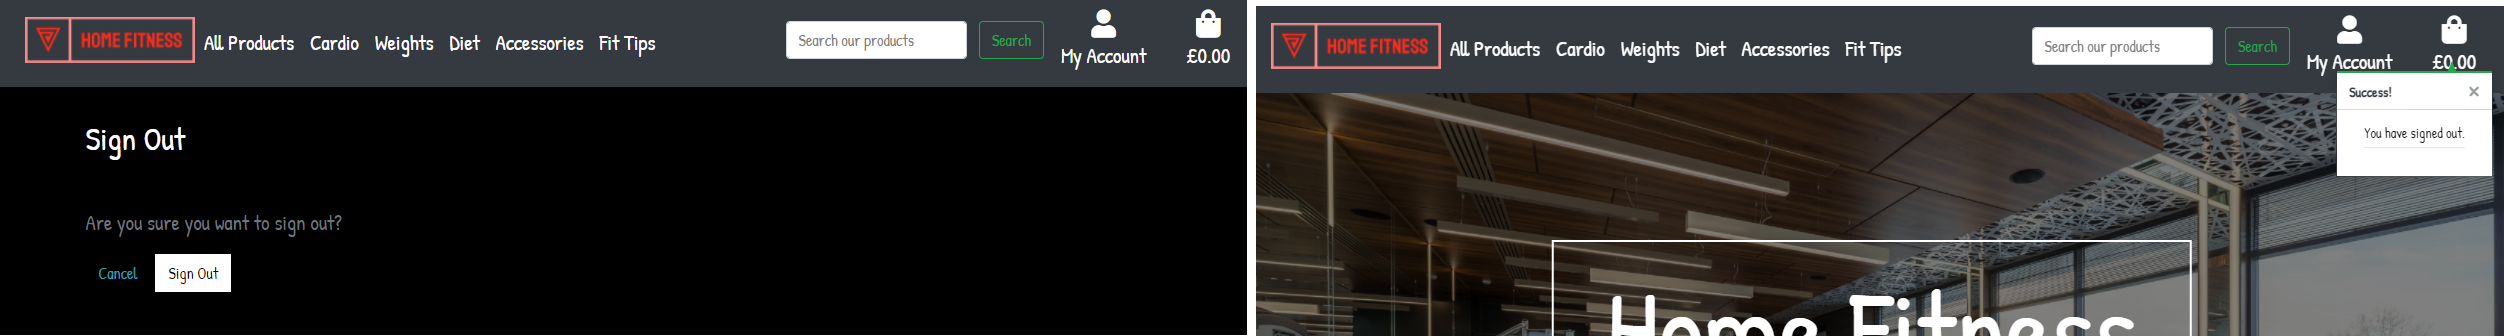 HOME FITNESS All Products Cardio Weights Diet Accessories Fit Tips Search our products Search My Account £0.00
Sign Out
Are you sure you want to sign out?
Cancel Sign Out
HOME FITNESS All Products Cardio Weights Diet Accessories Fit Tips Search our products Search My Account £0.00
Success! ×
You have signed out.
Home Fitness